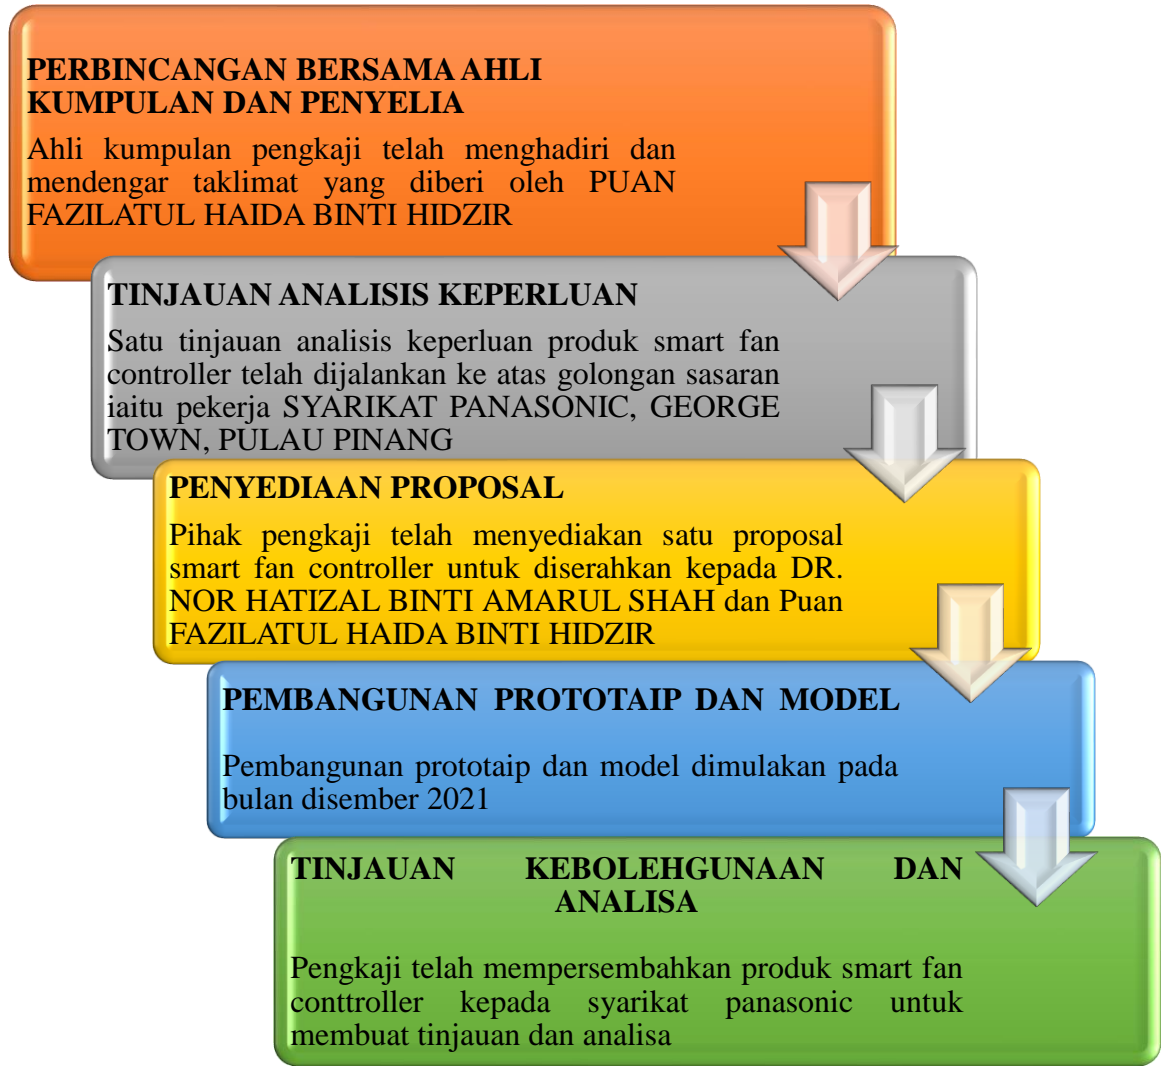 PERBINCANGAN BERSAMA AHLI
KUMPULAN DAN PENYELIA
Ahli kumpulan pengkaji telah menghadiri dan
mendengar taklimat yang diberi oleh PUAN
FAZILATUL HAIDA BINTI HIDZIR
TINJAUAN ANALISIS KEPERLUAN
Satu tinjauan analisis keperluan produk smart fan
controller telah dijalankan ke atas golongan sasaran
iaitu pekerja SYARIKAT PANASONIC, GEORGE
TOWN, PULAU PINANG
PENYEDIAAN PROPOSAL
Pihak pengkaji telah menyediakan satu proposal
smart fan controller untuk diserahkan kepada DR.
NOR HATIZAL BINTI AMARUL SHAH dan Puan
FAZILATUL HAIDA BINTI HIDZIR
PEMBANGUNAN PROTOTAIP DAN MODEL
Pembangunan prototaip dan model dimulakan pada
bulan disember 2021
TINJAUAN KEBOLEHGUNAAN DAN
ANALISA
Pengkaji telah mempersembahkan produk smart fan
conttroller kepada syarikat panasonic untuk
membuat tinjauan dan analisa